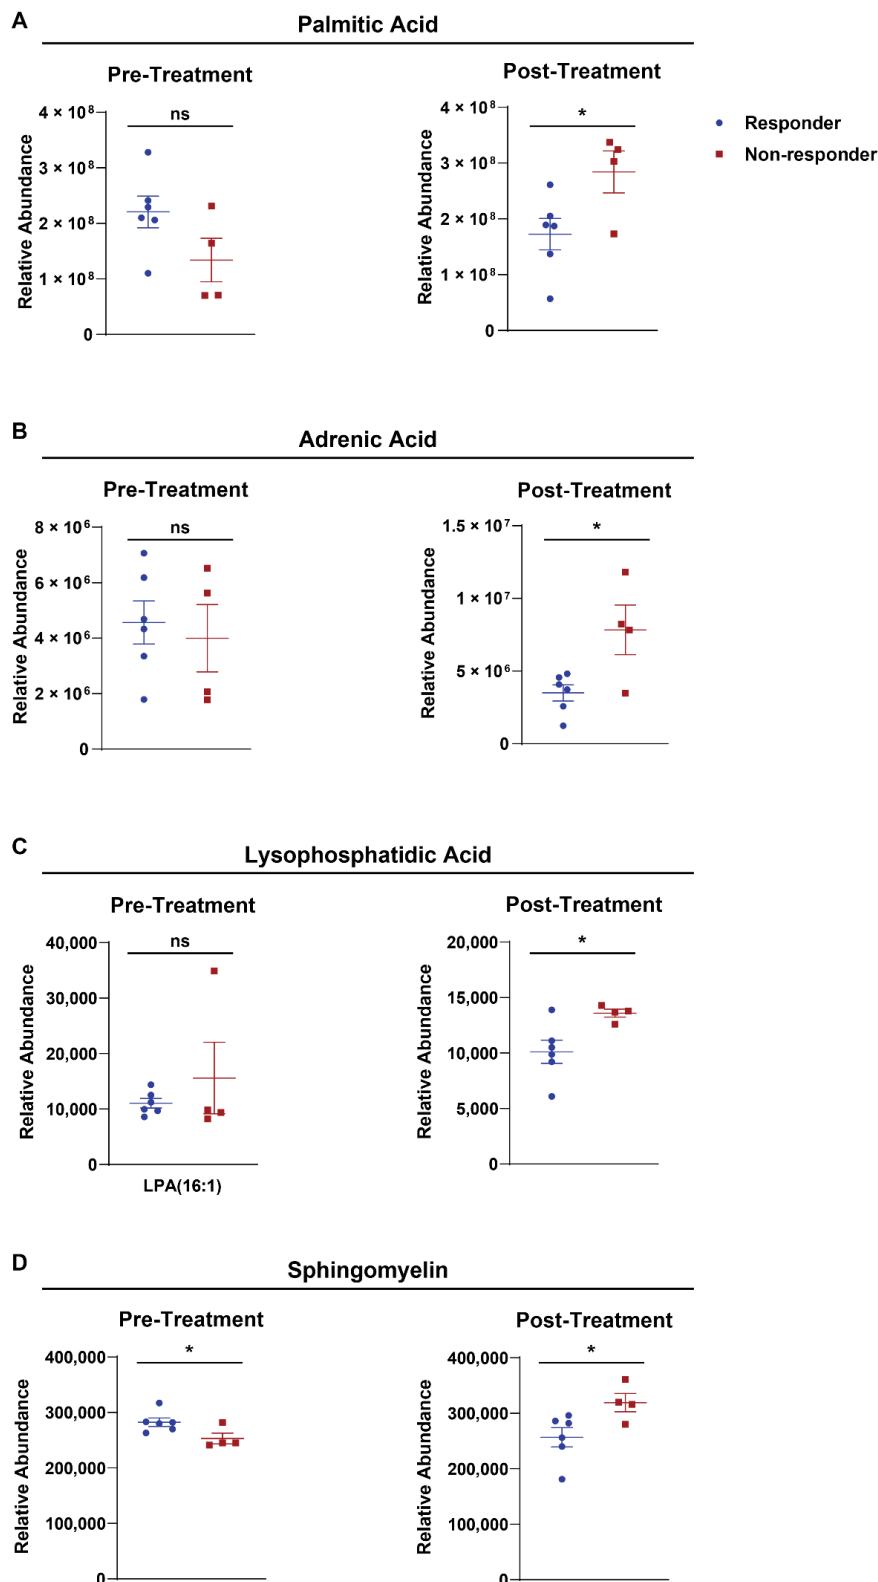 A
Palmitic Acid
Pre-Treatment
Post-Treatment
Relative Abundance
4 × 10⁸
3 × 10⁸
2 × 10⁸
1 × 10⁸
0
ns
Relative Abundance
4 × 10⁸
3 × 10⁸
2 × 10⁸
1 × 10⁸
0
*
Responder
Non-responder
B
Adrenic Acid
Pre-Treatment
Post-Treatment
Relative Abundance
8 × 10⁶
6 × 10⁶
4 × 10⁶
2 × 10⁶
0
ns
Relative Abundance
1.5 × 10⁷
1 × 10⁷
5 × 10⁶
0
*
C
Lysophosphatidic Acid
Pre-Treatment
Post-Treatment
Relative Abundance
40,000
30,000
20,000
10,000
0
ns
LPA(16:1)
Relative Abundance
20,000
15,000
10,000
5,000
0
*
D
Sphingomyelin
Pre-Treatment
Post-Treatment
Relative Abundance
400,000
300,000
200,000
100,000
0
*
Relative Abundance
400,000
300,000
200,000
100,000
0
*